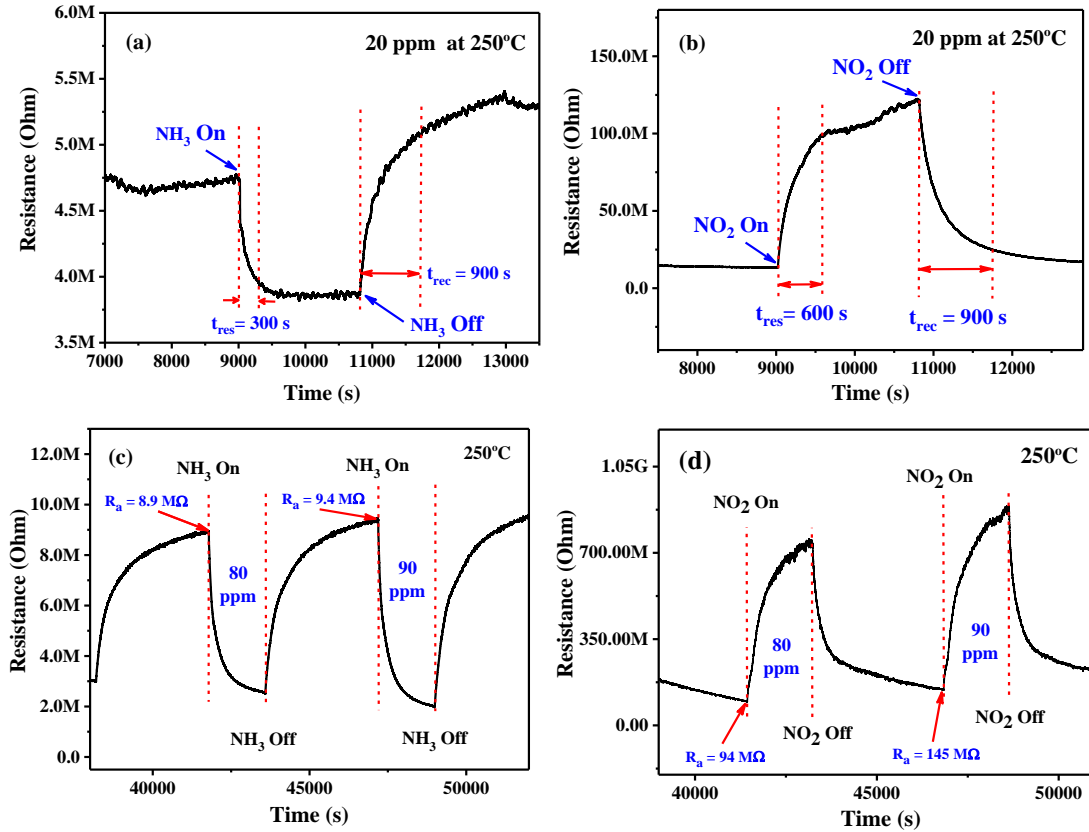 (a)
20 ppm at 250ºC
6.0M
5.5M
5.0M
4.5M
4.0M
3.5M
Resistance (Ohm)
NH3 On
trec = 900 s
tres= 300 s
NH3 Off
7000 8000 9000 10000 11000 12000 13000
Time (s)
(b)
20 ppm at 250ºC
150.0M
100.0M
50.0M
0.0
Resistance (Ohm)
NO2 Off
NO2 On
tres= 600 s
trec = 900 s
8000 9000 10000 11000 12000
Time (s)
(c)
250ºC
12.0M
10.0M
8.0M
6.0M
4.0M
2.0M
0.0
Resistance (Ohm)
NH3 On
NH3 On
Ra = 8.9 MΩ
Ra = 9.4 MΩ
80
ppm
90
ppm
NH3 Off
NH3 Off
40000 45000 50000
Time (s)
(d)
250ºC
1.05G
700.00M
350.00M
0.00
Resistance (Ohm)
NO2 On
NO2 On
80
ppm
90
ppm
NO2 Off
NO2 Off
Ra = 94 MΩ
Ra = 145 MΩ
40000 45000 50000
Time (s)